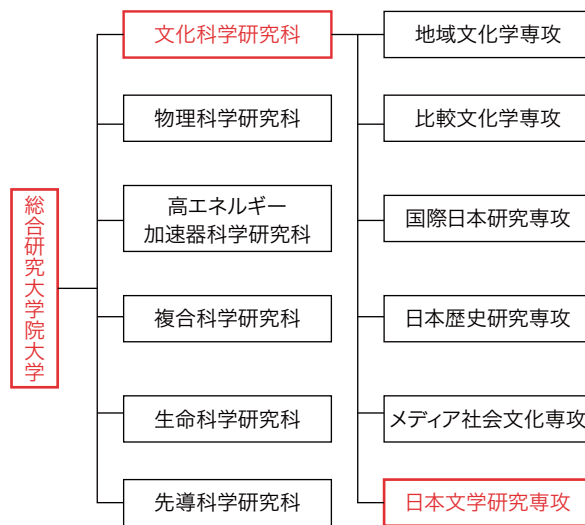 総合研究大学院大学
文化科学研究科
物理科学研究科
高エネルギー
加速器科学研究科
複合科学研究科
生命科学研究科
先導科学研究科
地域文化学専攻
比較文化学専攻
国際日本研究専攻
日本歴史研究専攻
メディア社会文化専攻
日本文学研究専攻